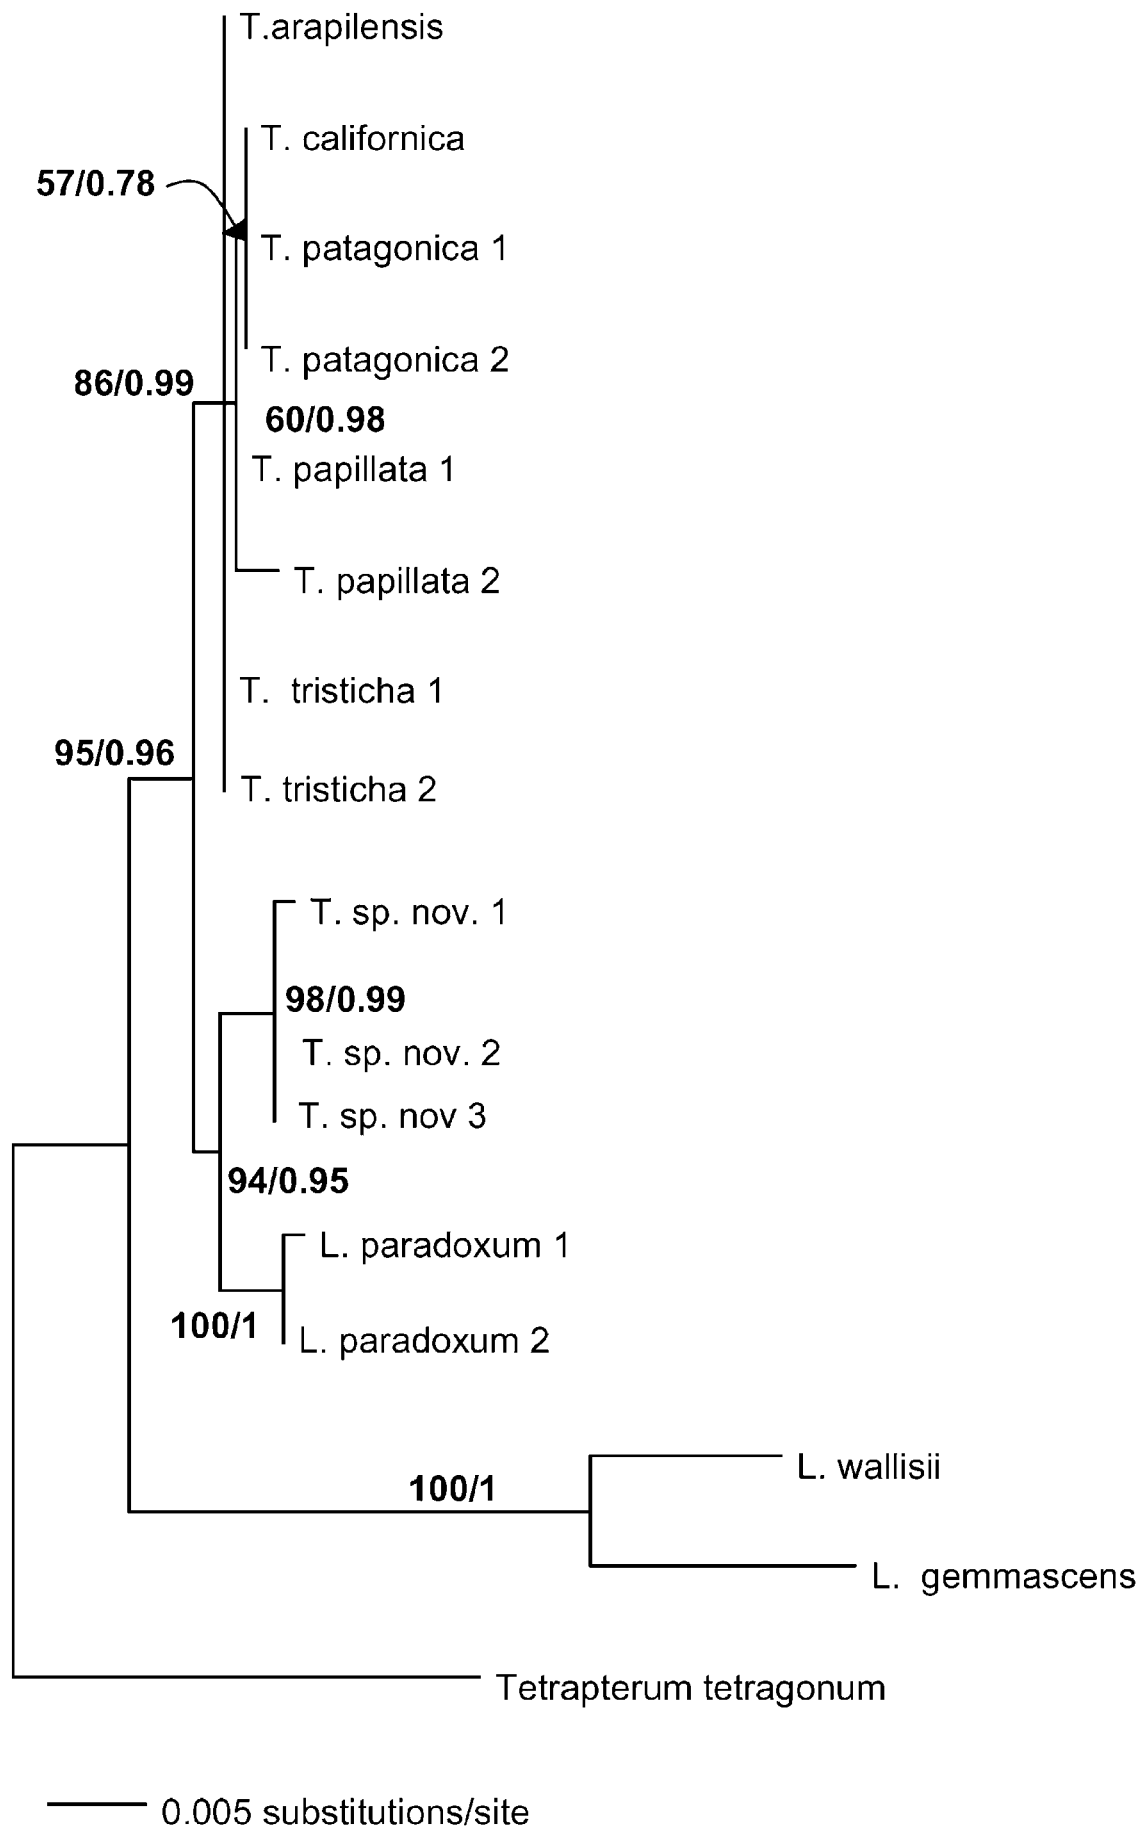 T.arapilensis
T. californica
57/0.78
T. patagonica 1
T. patagonica 2
86/0.99
60/0.98
T. papillata 1
T. papillata 2
T. tristicha 1
95/0.96
T. tristicha 2
T. sp. nov. 1
98/0.99
T. sp. nov. 2
T. sp. nov 3
94/0.95
L. paradoxum 1
100/1
L. paradoxum 2
L. wallisii
100/1
L. gemmascens
Tetrapterum tetragonum
0.005 substitutions/site